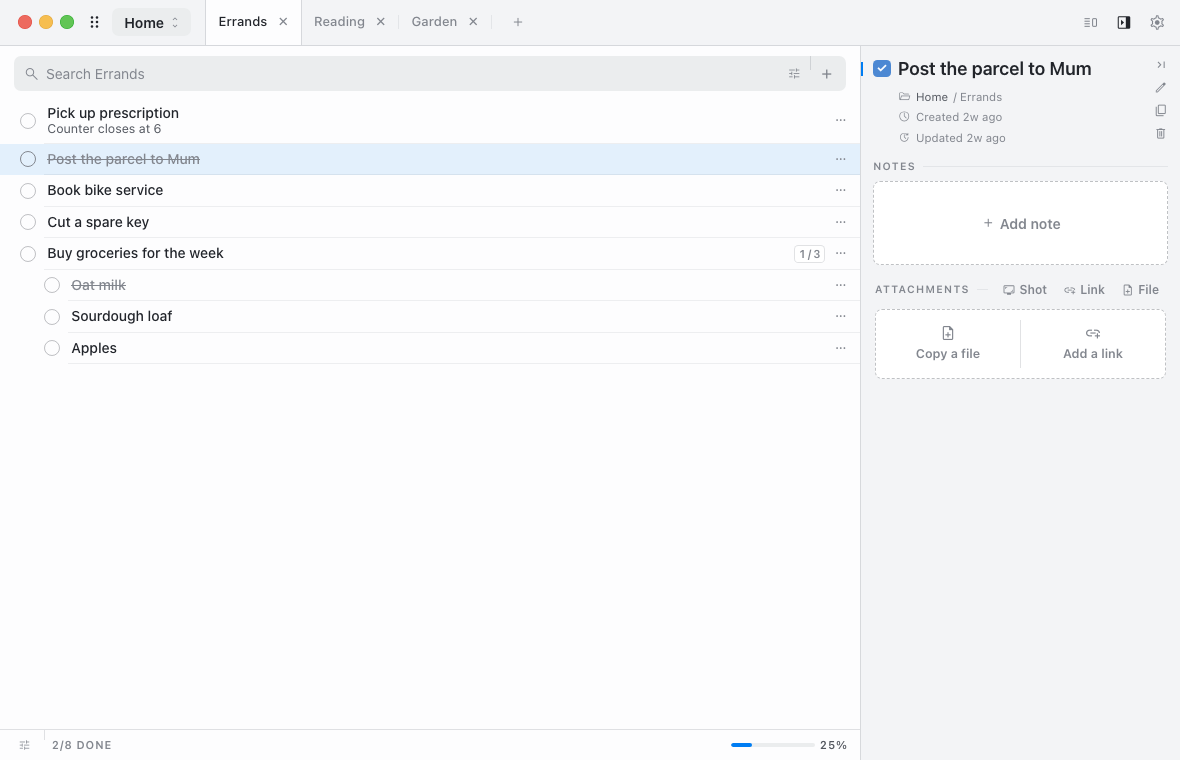 Home
Errands
Reading
Garden
Search Errands
Pick up prescription
Counter closes at 6
Post the parcel to Mum
Book bike service
Cut a spare key
Buy groceries for the week
1/3
Oat milk
Sourdough loaf
Apples
2/8 DONE
25%
Post the parcel to Mum
Home / Errands
Created 2w ago
Updated 2w ago
NOTES
+ Add note
ATTACHMENTS
Shot
Link
File
Copy a file
Add a link